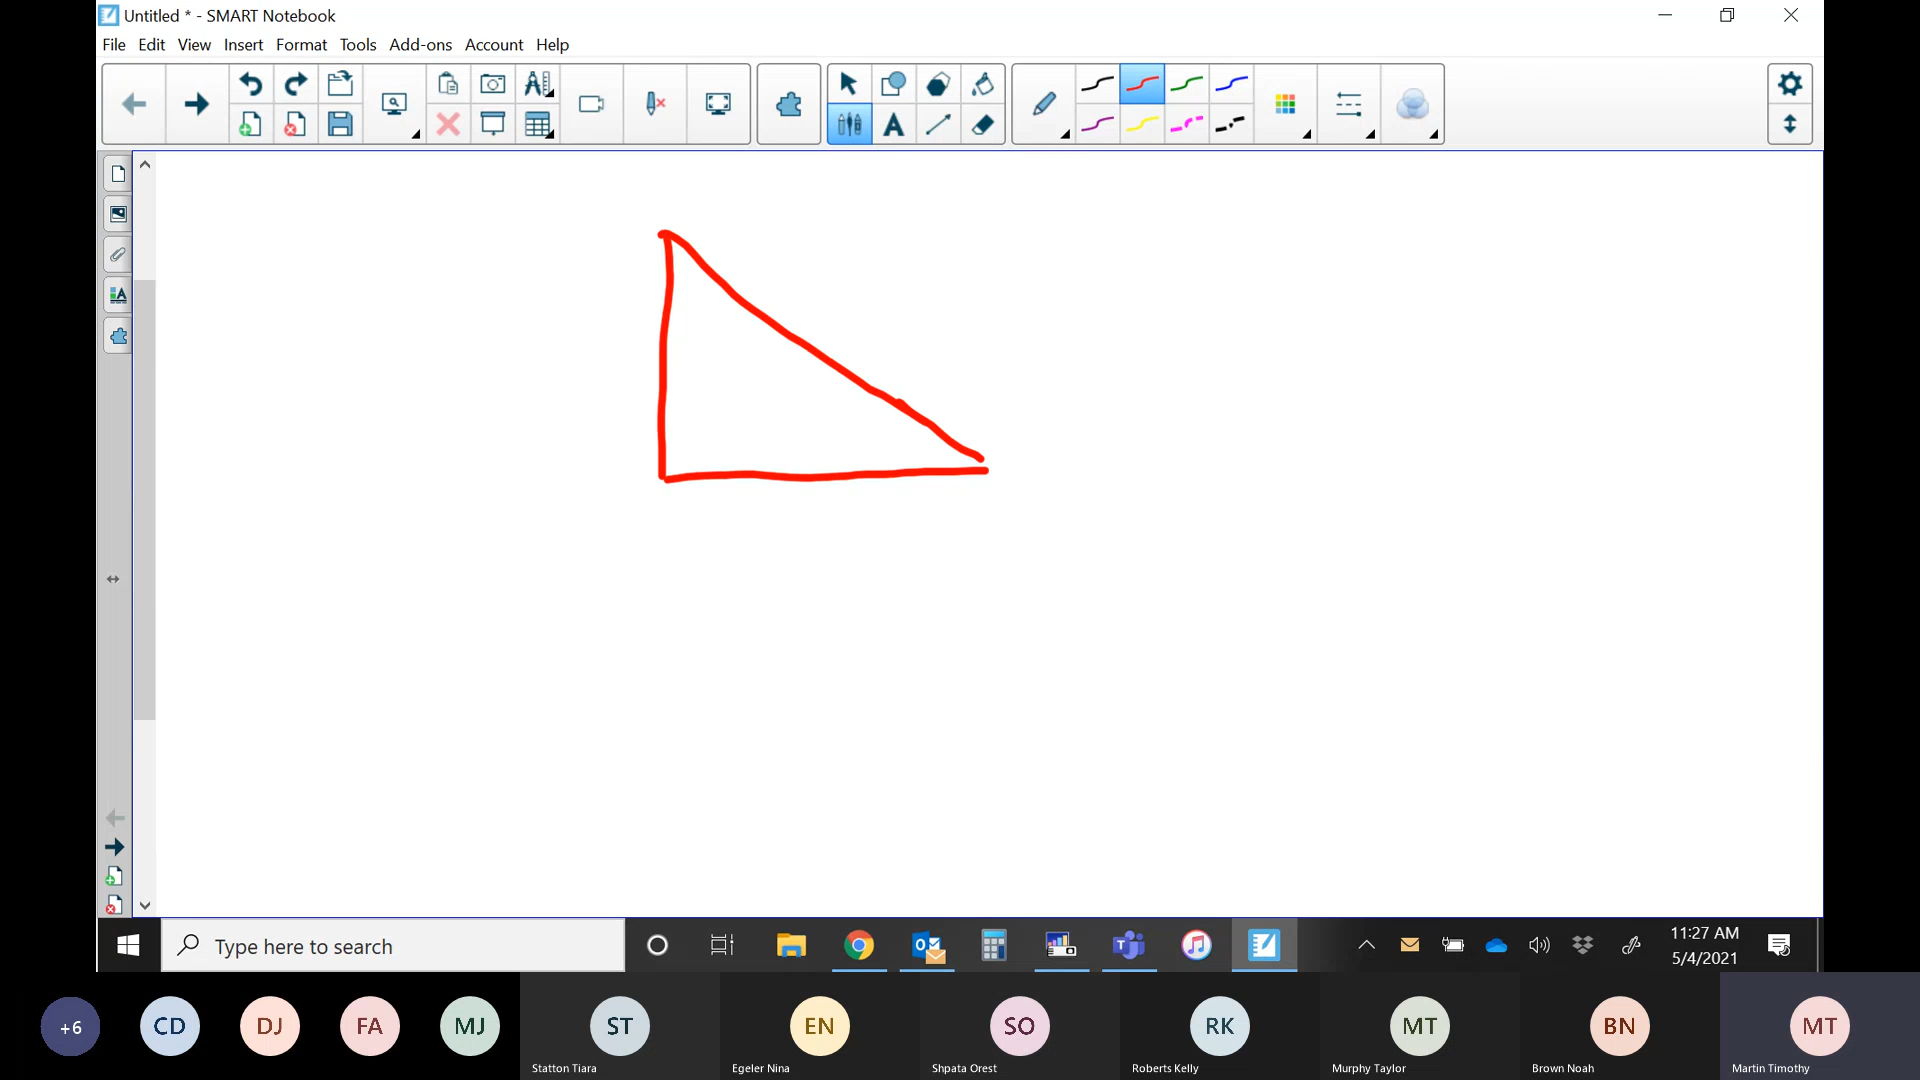 Untitled * - SMART Notebook
File Edit View Insert Format Tools Add-ons Account Help
Type here to search
11:27 AM
5/4/2021
+6 CD DJ FA MJ ST EN SO RK MT BN MT
Statton Tiara Egeler Nina Shpata Orest Roberts Kelly Murphy Taylor Brown Noah Martin Timothy